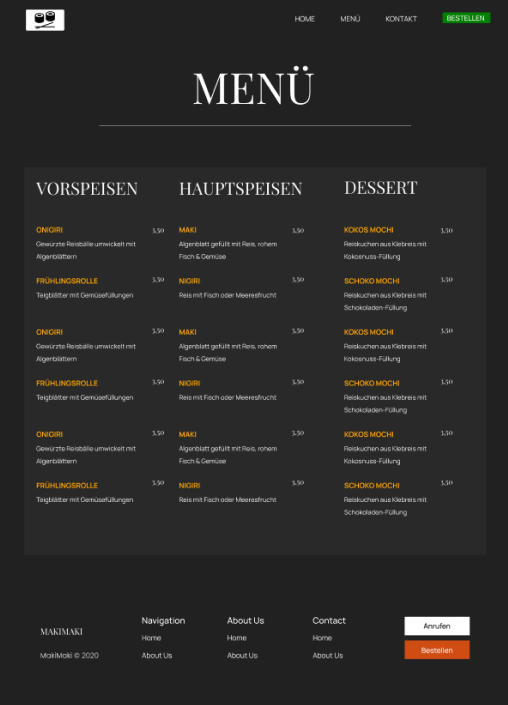 HOME MENÜ KONTAKT BESTELLEN
MENÜ
VORSPEISEN
ONIGIRI 3,50
Gewürzte Reisbälle umwickelt mit
Algenblättern
FRÜHLINGSROLLE 3,50
Teigblätter mit Gemüsefüllungen
ONIGIRI 3,50
Gewürzte Reisbälle umwickelt mit
Algenblättern
FRÜHLINGSROLLE 3,50
Teigblätter mit Gemüsefüllungen
ONIGIRI 3,50
Gewürzte Reisbälle umwickelt mit
Algenblättern
FRÜHLINGSROLLE 3,50
Teigblätter mit Gemüsefüllungen
HAUPTSPEISEN
MAKI 3,50
Algenblatt gefüllt mit Reis, rohem
Fisch & Gemüse
NIGIRI 3,50
Reis mit Fisch oder Meeresfrucht
MAKI 3,50
Algenblatt gefüllt mit Reis, rohem
Fisch & Gemüse
NIGIRI 3,50
Reis mit Fisch oder Meeresfrucht
MAKI 3,50
Algenblatt gefüllt mit Reis, rohem
Fisch & Gemüse
NIGIRI 3,50
Reis mit Fisch oder Meeresfrucht
DESSERT
KOKOS MOCHI 3,50
Reiskuchen aus Klebreis mit
Kokosnuss-Füllung
SCHOKO MOCHI 3,50
Reiskuchen aus Klebreis mit
Schokoladen-Füllung
KOKOS MOCHI 3,50
Reiskuchen aus Klebreis mit
Kokosnuss-Füllung
SCHOKO MOCHI 3,50
Reiskuchen aus Klebreis mit
Schokoladen-Füllung
KOKOS MOCHI 3,50
Reiskuchen aus Klebreis mit
Kokosnuss-Füllung
SCHOKO MOCHI 3,50
Reiskuchen aus Klebreis mit
Schokoladen-Füllung
MAKIMAKI
MakiMaki © 2020
Navigation
Home
About Us
About Us
Home
About Us
Contact
Home
About Us
Anrufen
Bestellen